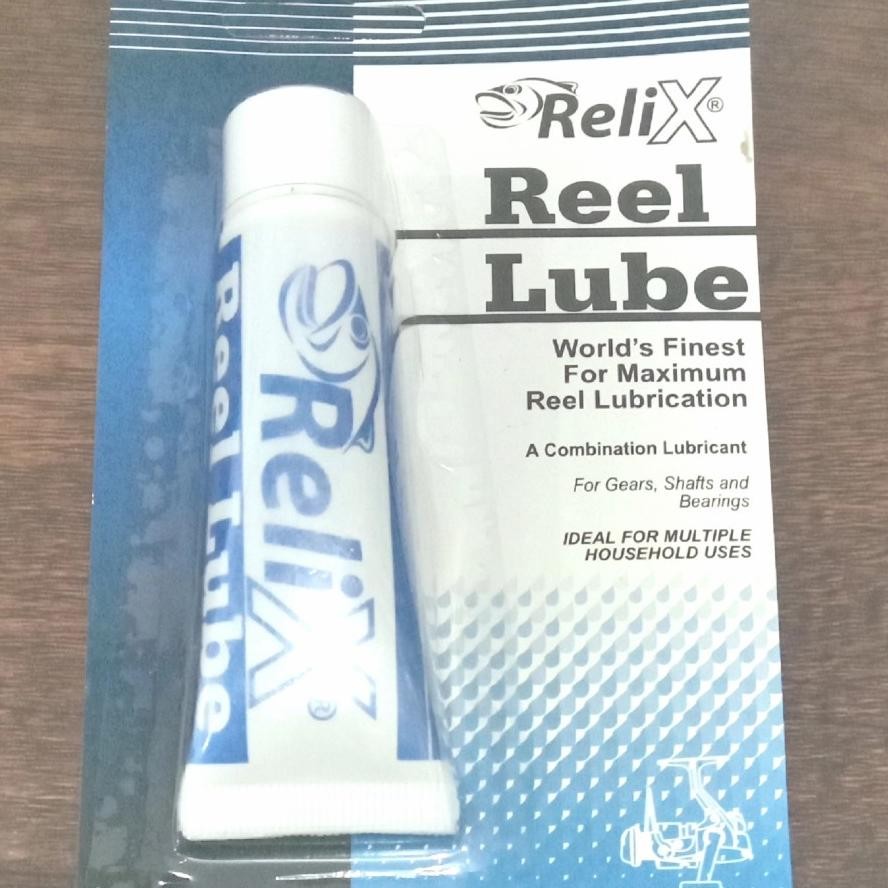 ReliX®
Reel
Lube
World's Finest
For Maximum
Reel Lubrication
A Combination Lubricant
For Gears, Shafts and
Bearings
IDEAL FOR MULTIPLE
HOUSEHOLD USES
ReliX®
Reel Lube